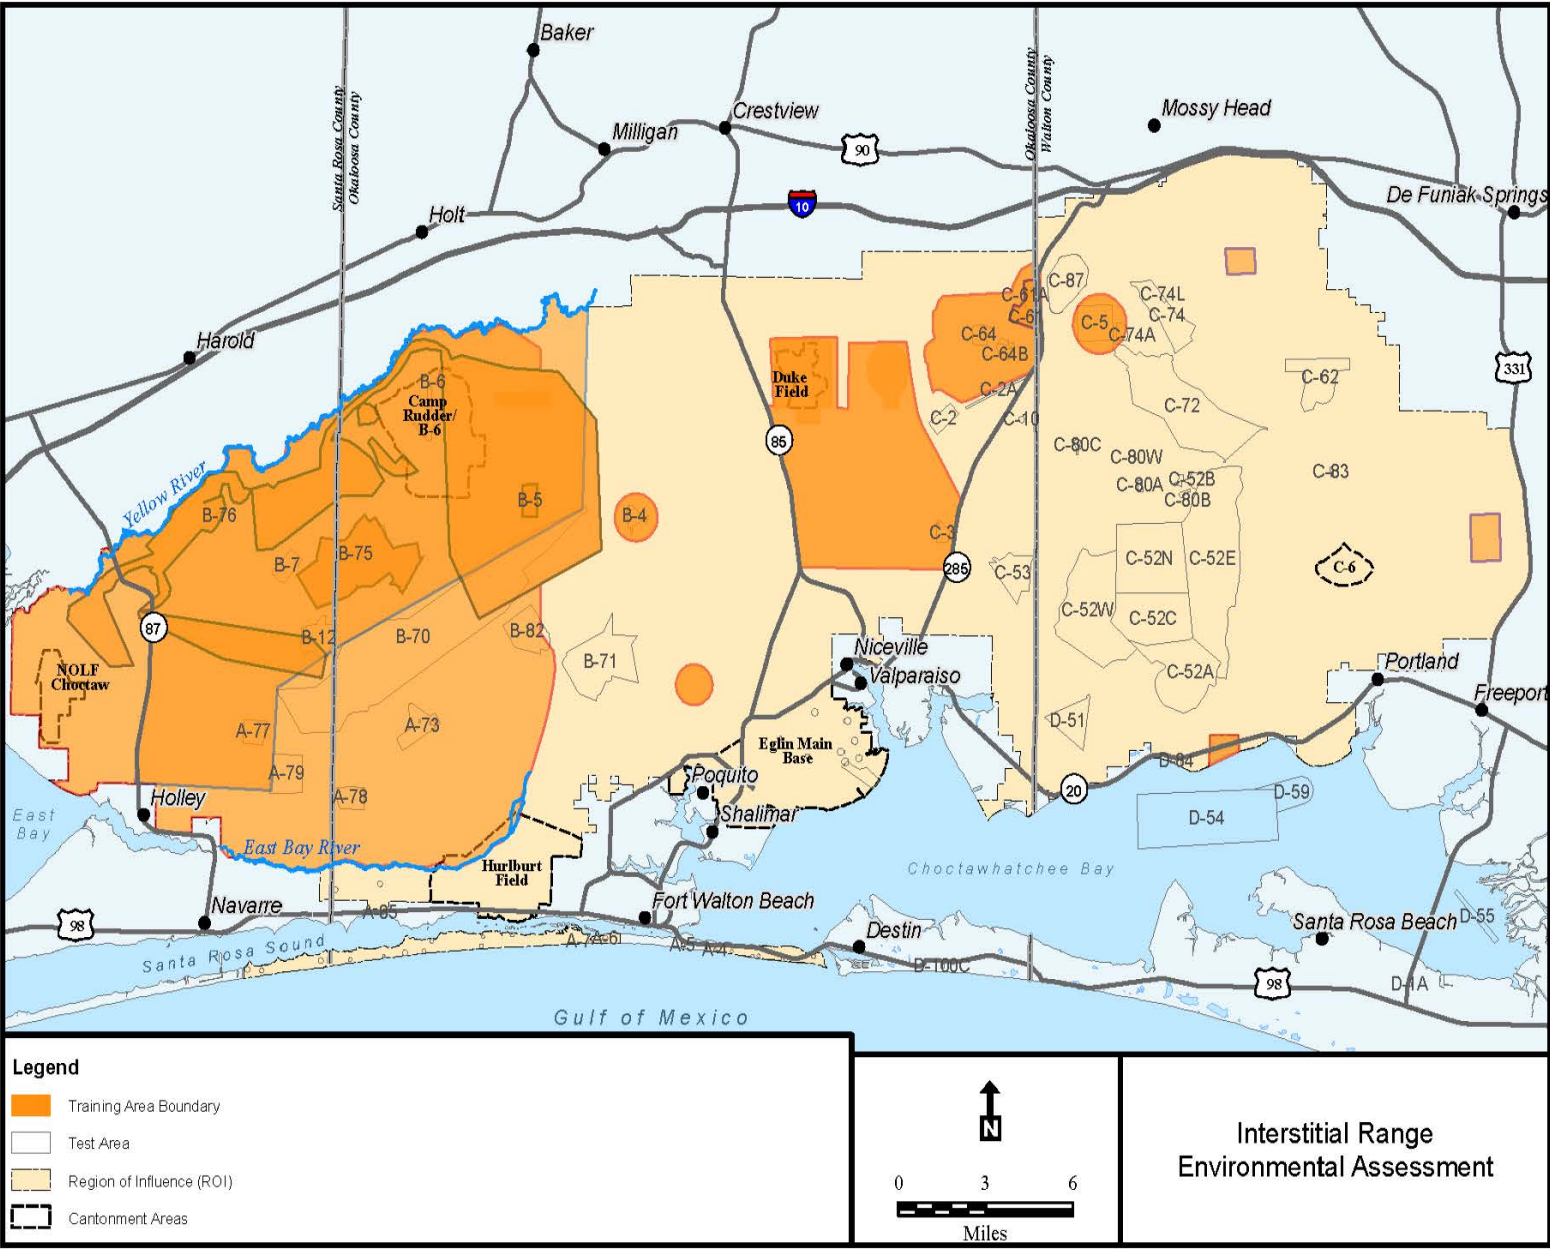 Baker
Crestview
Mossy Head
Milligan
90
Santa Rosa County
Okaloosa County
Okaloosa County
Walton County
De Funiak Springs
10
Holt
Harold
C-87
C-61A
C-74L
C-5
C-74
C-74A
C-64
C-64B
331
B-6
Camp
Rudder/
B-6
Duke
Field
C-2A
C-62
C-2
C-10
C-72
85
C-80C
C-80W
C-83
Yellow River
C-80A
C-52B
C-80B
B-76
B-5
B-4
C-3
B-7
B-75
285
C-53
C-52N
C-52E
C-6
87
B-12
B-70
B-82
C-52W
C-52C
B-71
Niceville
Valparaiso
NOLF
Choctaw
C-52A
Portland
Freeport
A-77
A-73
D-51
Eglin Main
Base
A-79
D-84
A-78
Poquito
Holley
20
D-59
East
Bay
Shalimar
D-54
East Bay River
Hurlburt
Field
Choctawhatchee Bay
Navarre
98
Fort Walton Beach
Santa Rosa Beach
D-55
Destin
Santa Rosa Sound
A-5
A-4
D-100C
98
D-1A
Gulf of Mexico
Legend
Training Area Boundary
Test Area
Region of Influence (ROI)
Cantonment Areas
N
0 3 6
Miles
Interstitial Range
Environmental Assessment